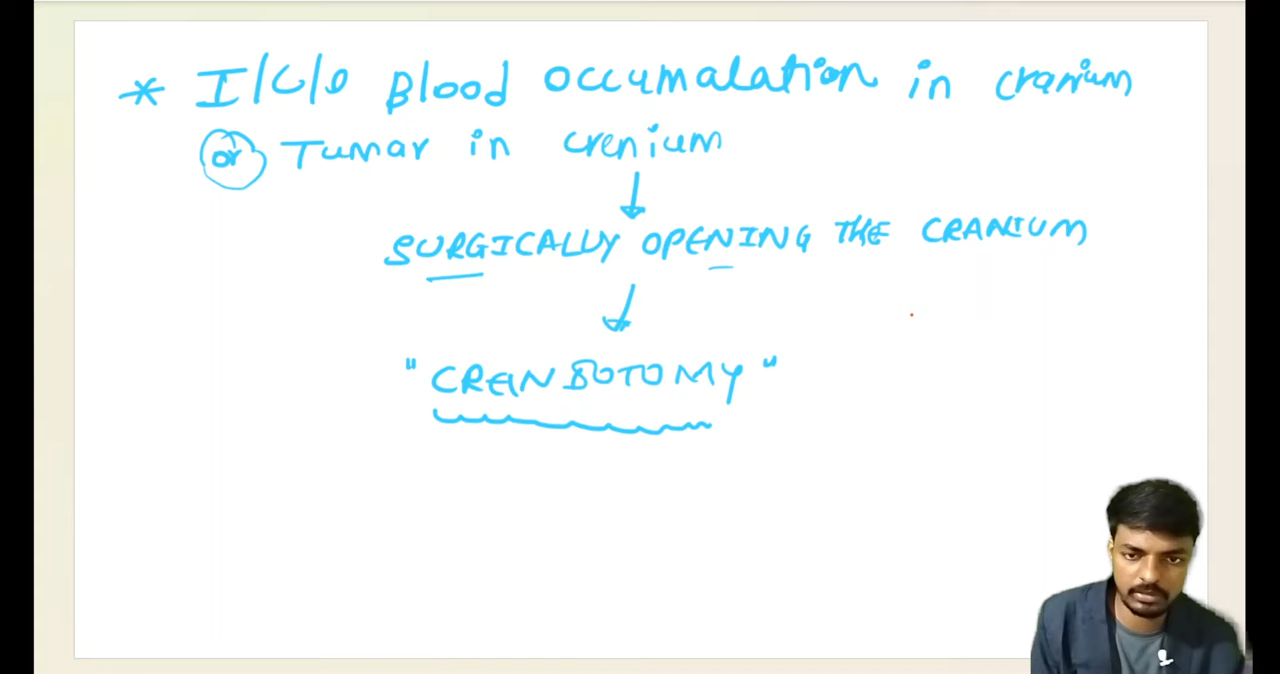 * I/C/O Blood occumalation in cranium
or Tumar in crenium
SURGICALLY OPENING THE CRANIUM
"CRANIOTOMY"